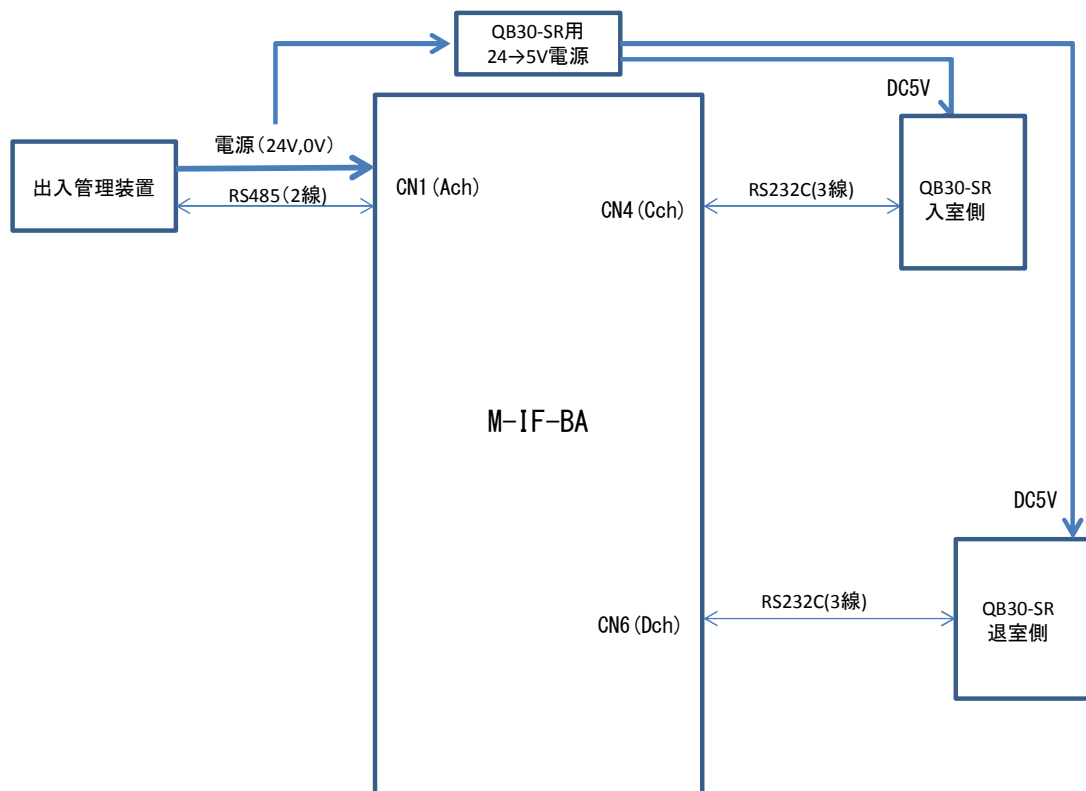 QB30-SR用
24→5V電源
DC5V
電源(24V,0V)
出入管理装置
RS485(2線)
CN1(Ach)
RS232C(3線)
CN4(Cch)
QB30-SR
入室側
M-IF-BA
DC5V
RS232C(3線)
CN6(Dch)
QB30-SR
退室側